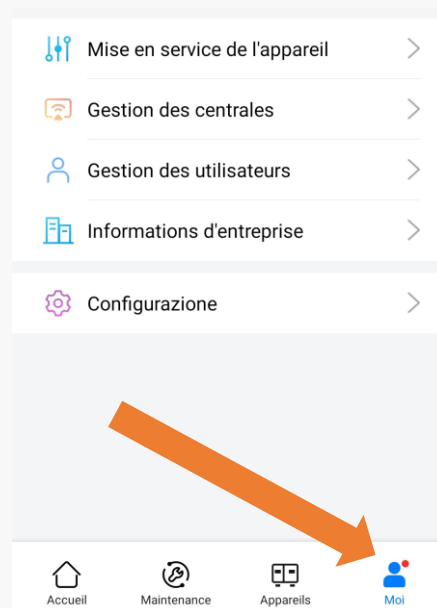 Mise en service de l'appareil
Gestion des centrales
Gestion des utilisateurs
Informations d'entreprise
Configurazione
Accueil Maintenance Appareils Moi